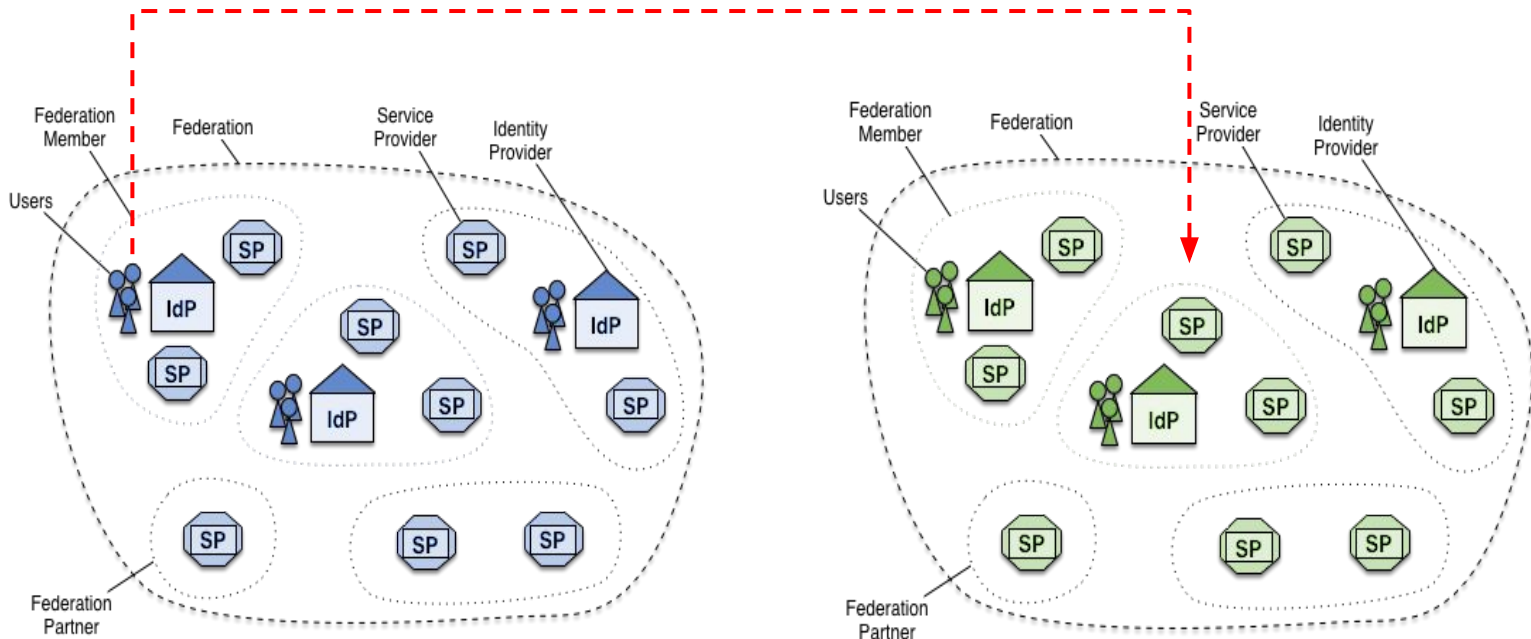 Federation
Member
Federation
Service
Provider
Identity
Provider
Users
SP
SP
IdP
IdP
SP
SP
SP
SP
IdP
SP
SP
SP
Federation
Partner
Federation
Member
Federation
Service
Provider
Identity
Provider
Users
SP
SP
IdP
IdP
SP
SP
SP
SP
IdP
SP
SP
SP
Federation
Partner